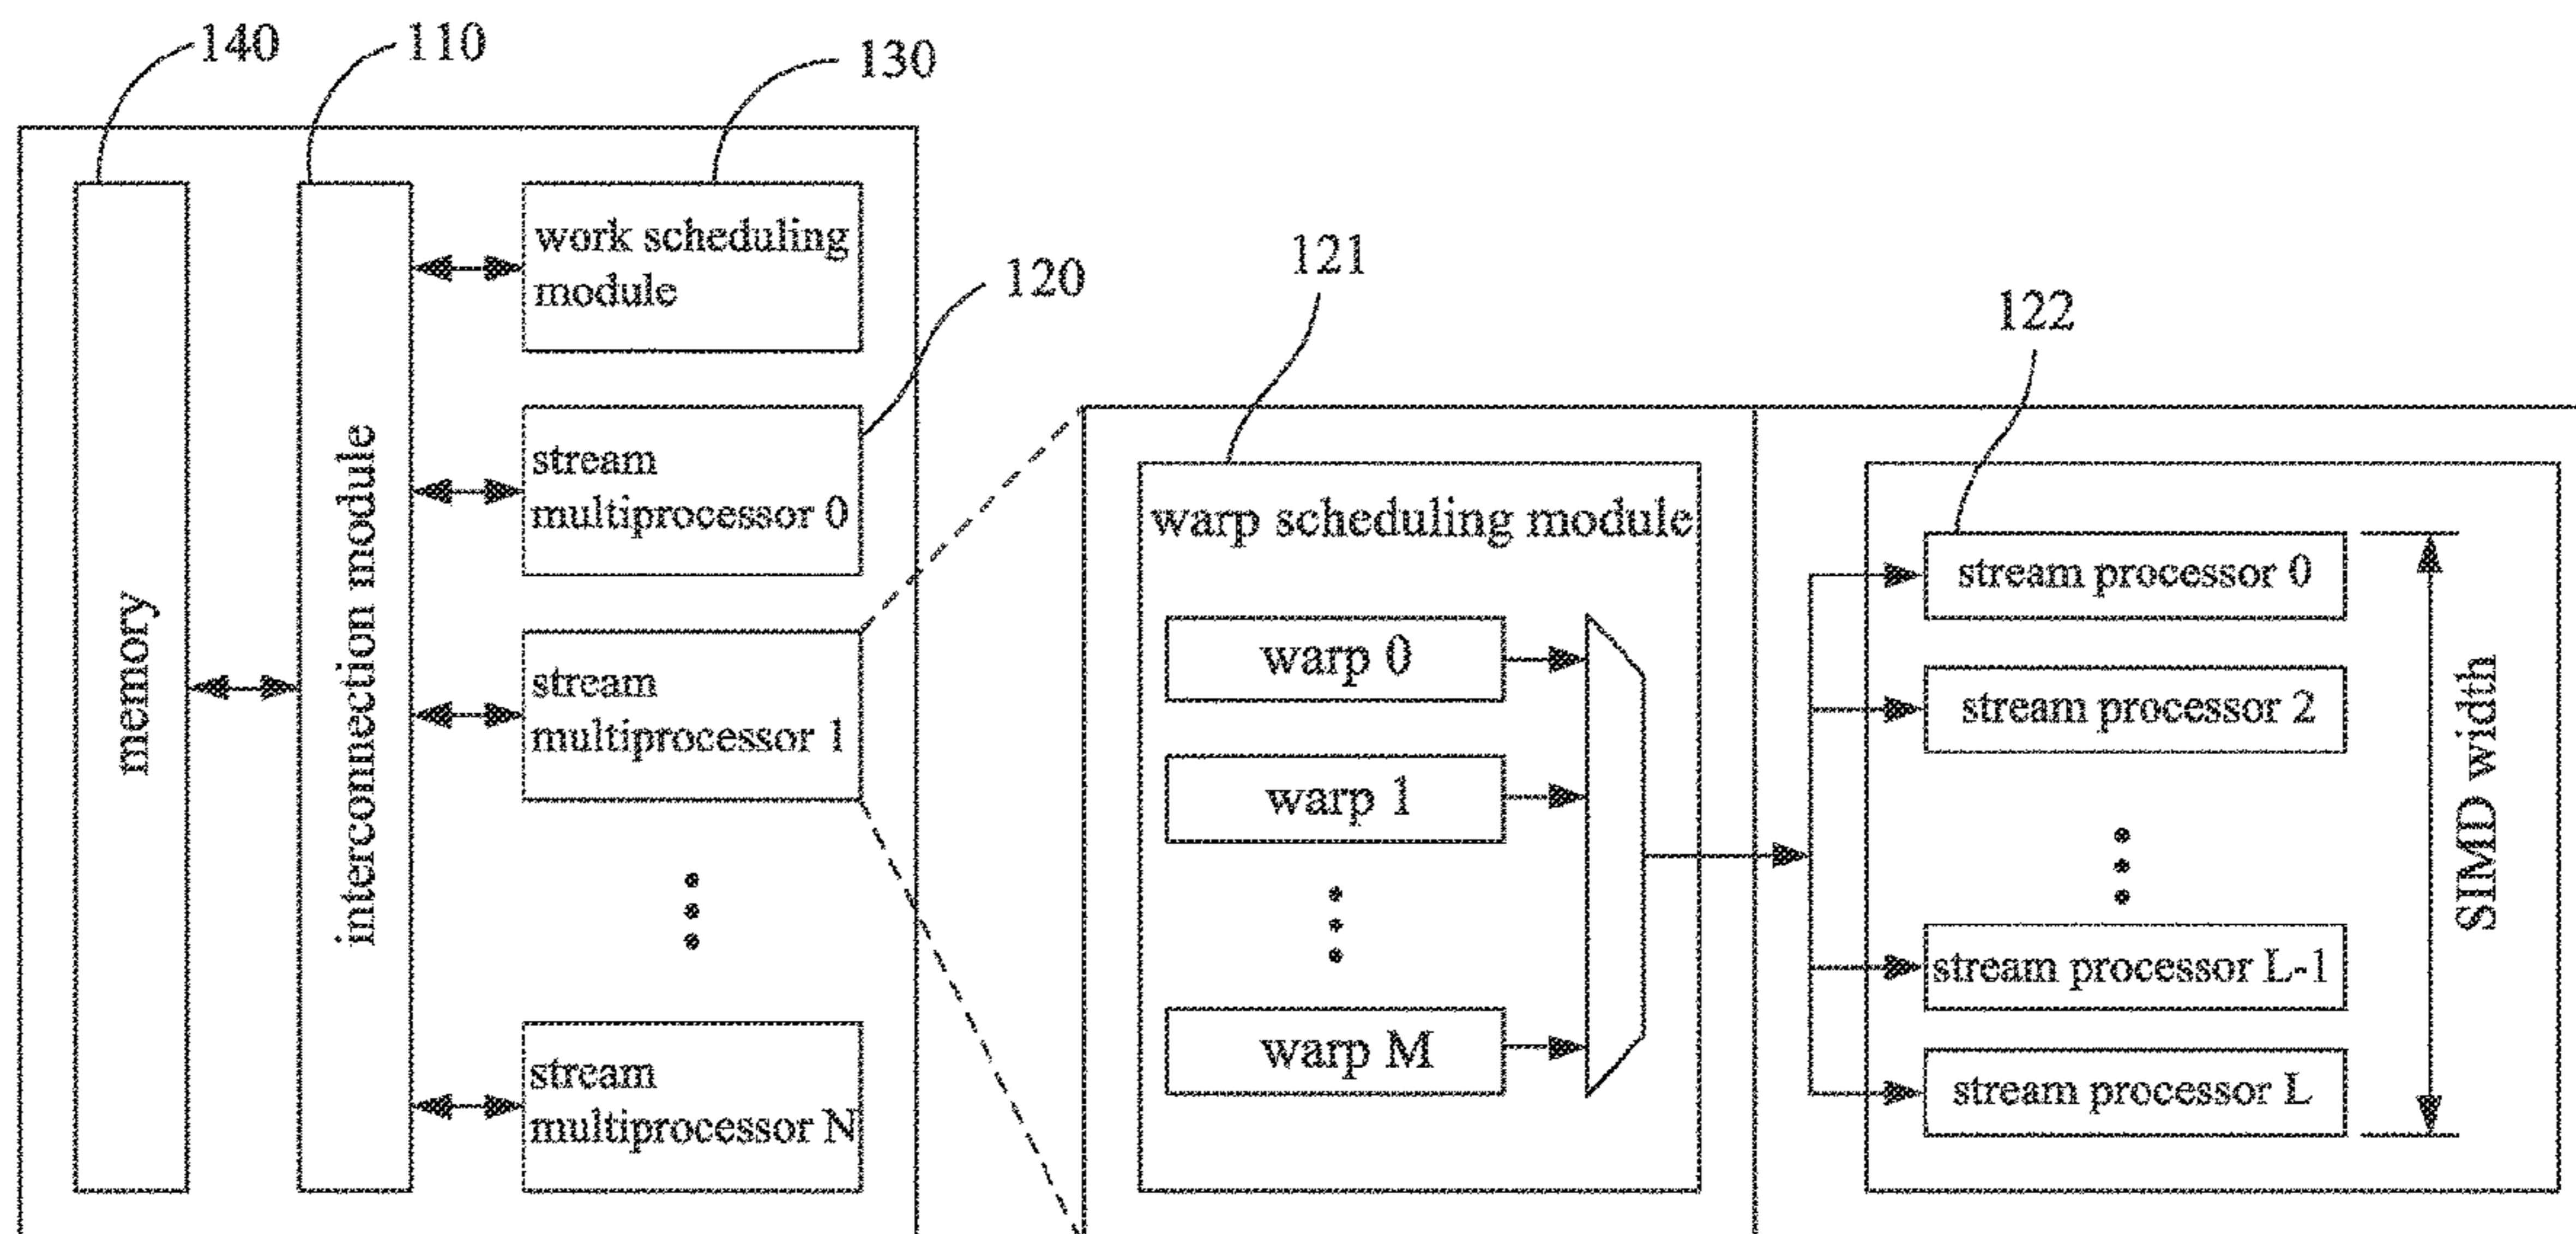 140
110
130
work scheduling
module
120
stream
multiprocessor 0
stream
multiprocessor 1
stream
multiprocessor N
memory
interconnection module
121
warp scheduling module
warp 0
warp 1
warp M
122
stream processor 0
stream processor 2
stream processor L-1
stream processor L
SIMD width